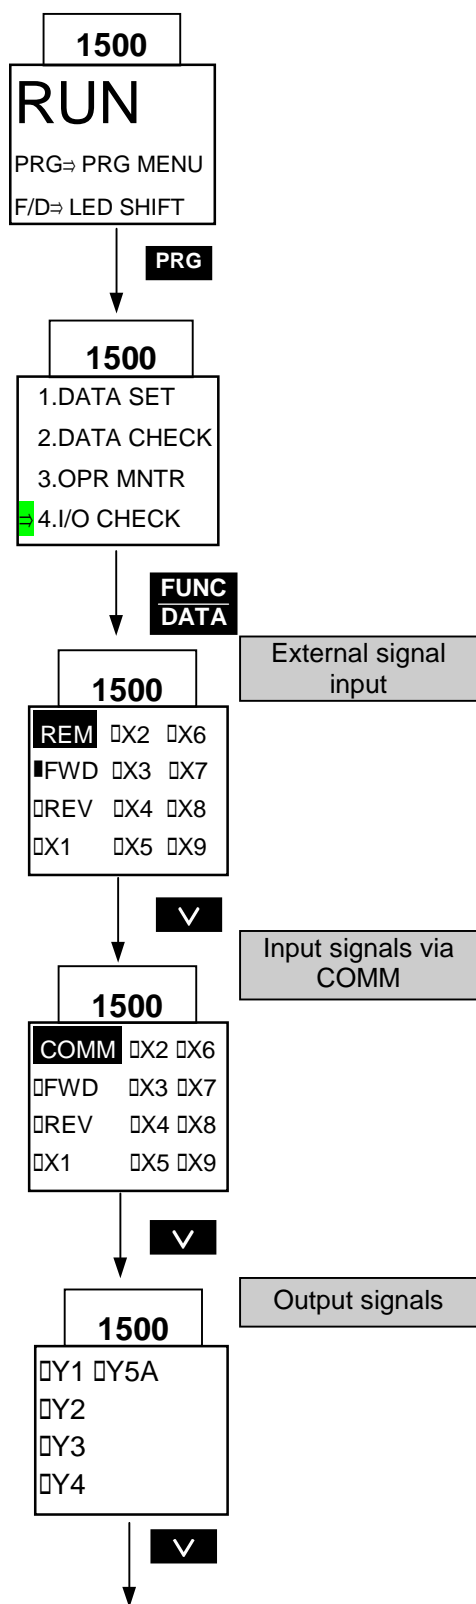 1500
RUN
PRG⇒ PRG MENU
F/D⇒ LED SHIFT
PRG
1500
1.DATA SET
2.DATA CHECK
3.OPR MNTR
⇒ 4.I/O CHECK
FUNC
DATA
External signal
input
1500
REM ▯X2 ▯X6
▮FWD ▯X3 ▯X7
▯REV ▯X4 ▯X8
▯X1 ▯X5 ▯X9
∨
Input signals via
COMM
1500
COMM ▯X2 ▯X6
▯FWD ▯X3 ▯X7
▯REV ▯X4 ▯X8
▯X1 ▯X5 ▯X9
∨
Output signals
1500
▯Y1 ▯Y5A
▯Y2
▯Y3
▯Y4
∨